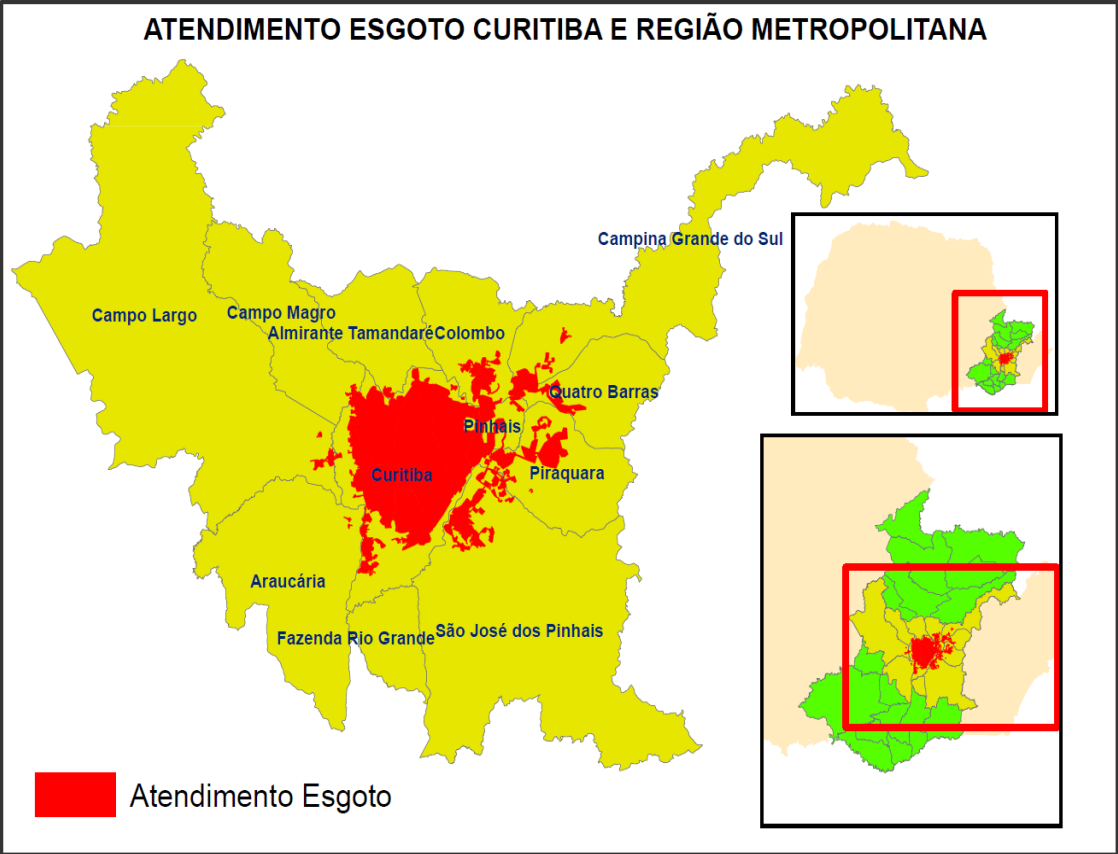 ATENDIMENTO ESGOTO CURITIBA E REGIÃO METROPOLITANA
Campina Grande do Sul
Campo Largo
Campo Magro
Almirante Tamandaré
Colombo
Quatro Barras
Pinhais
Curitiba
Piraquara
Araucária
Fazenda Rio Grande
São José dos Pinhais
Atendimento Esgoto